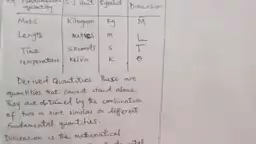 Fundamental quantity S.I Unit Symbol Dimension
Mass Kilogram Kg M
Length metres m L
Time seconds s T
temperature Kelvin K θ
Derived Quantities These are
quantities that cannot stand alone
They are obtained by the combination
of two or more similar or different
fundamental quantities.
Dimension is the mathematical